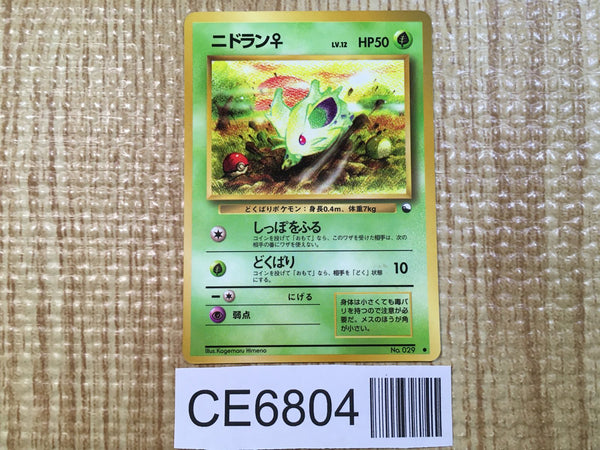 ニドラン♀ LV.12 HP50
どくばりポケモン：身長0.4m、体重7kg
しっぽをふる
コインを投げて「おもて」なら、このワザを受けた相手は、次の
相手の番にワザを使えない。
どくばり 10
コインを投げて「おもて」なら、相手を「どく」状態
にする。
にげる
弱点
身体は小さくても毒バ
リを持つので注意が必
要だ。メスのほうが角
が小さい。
Illus. Kagemaru Himeno No. 029
CE6804